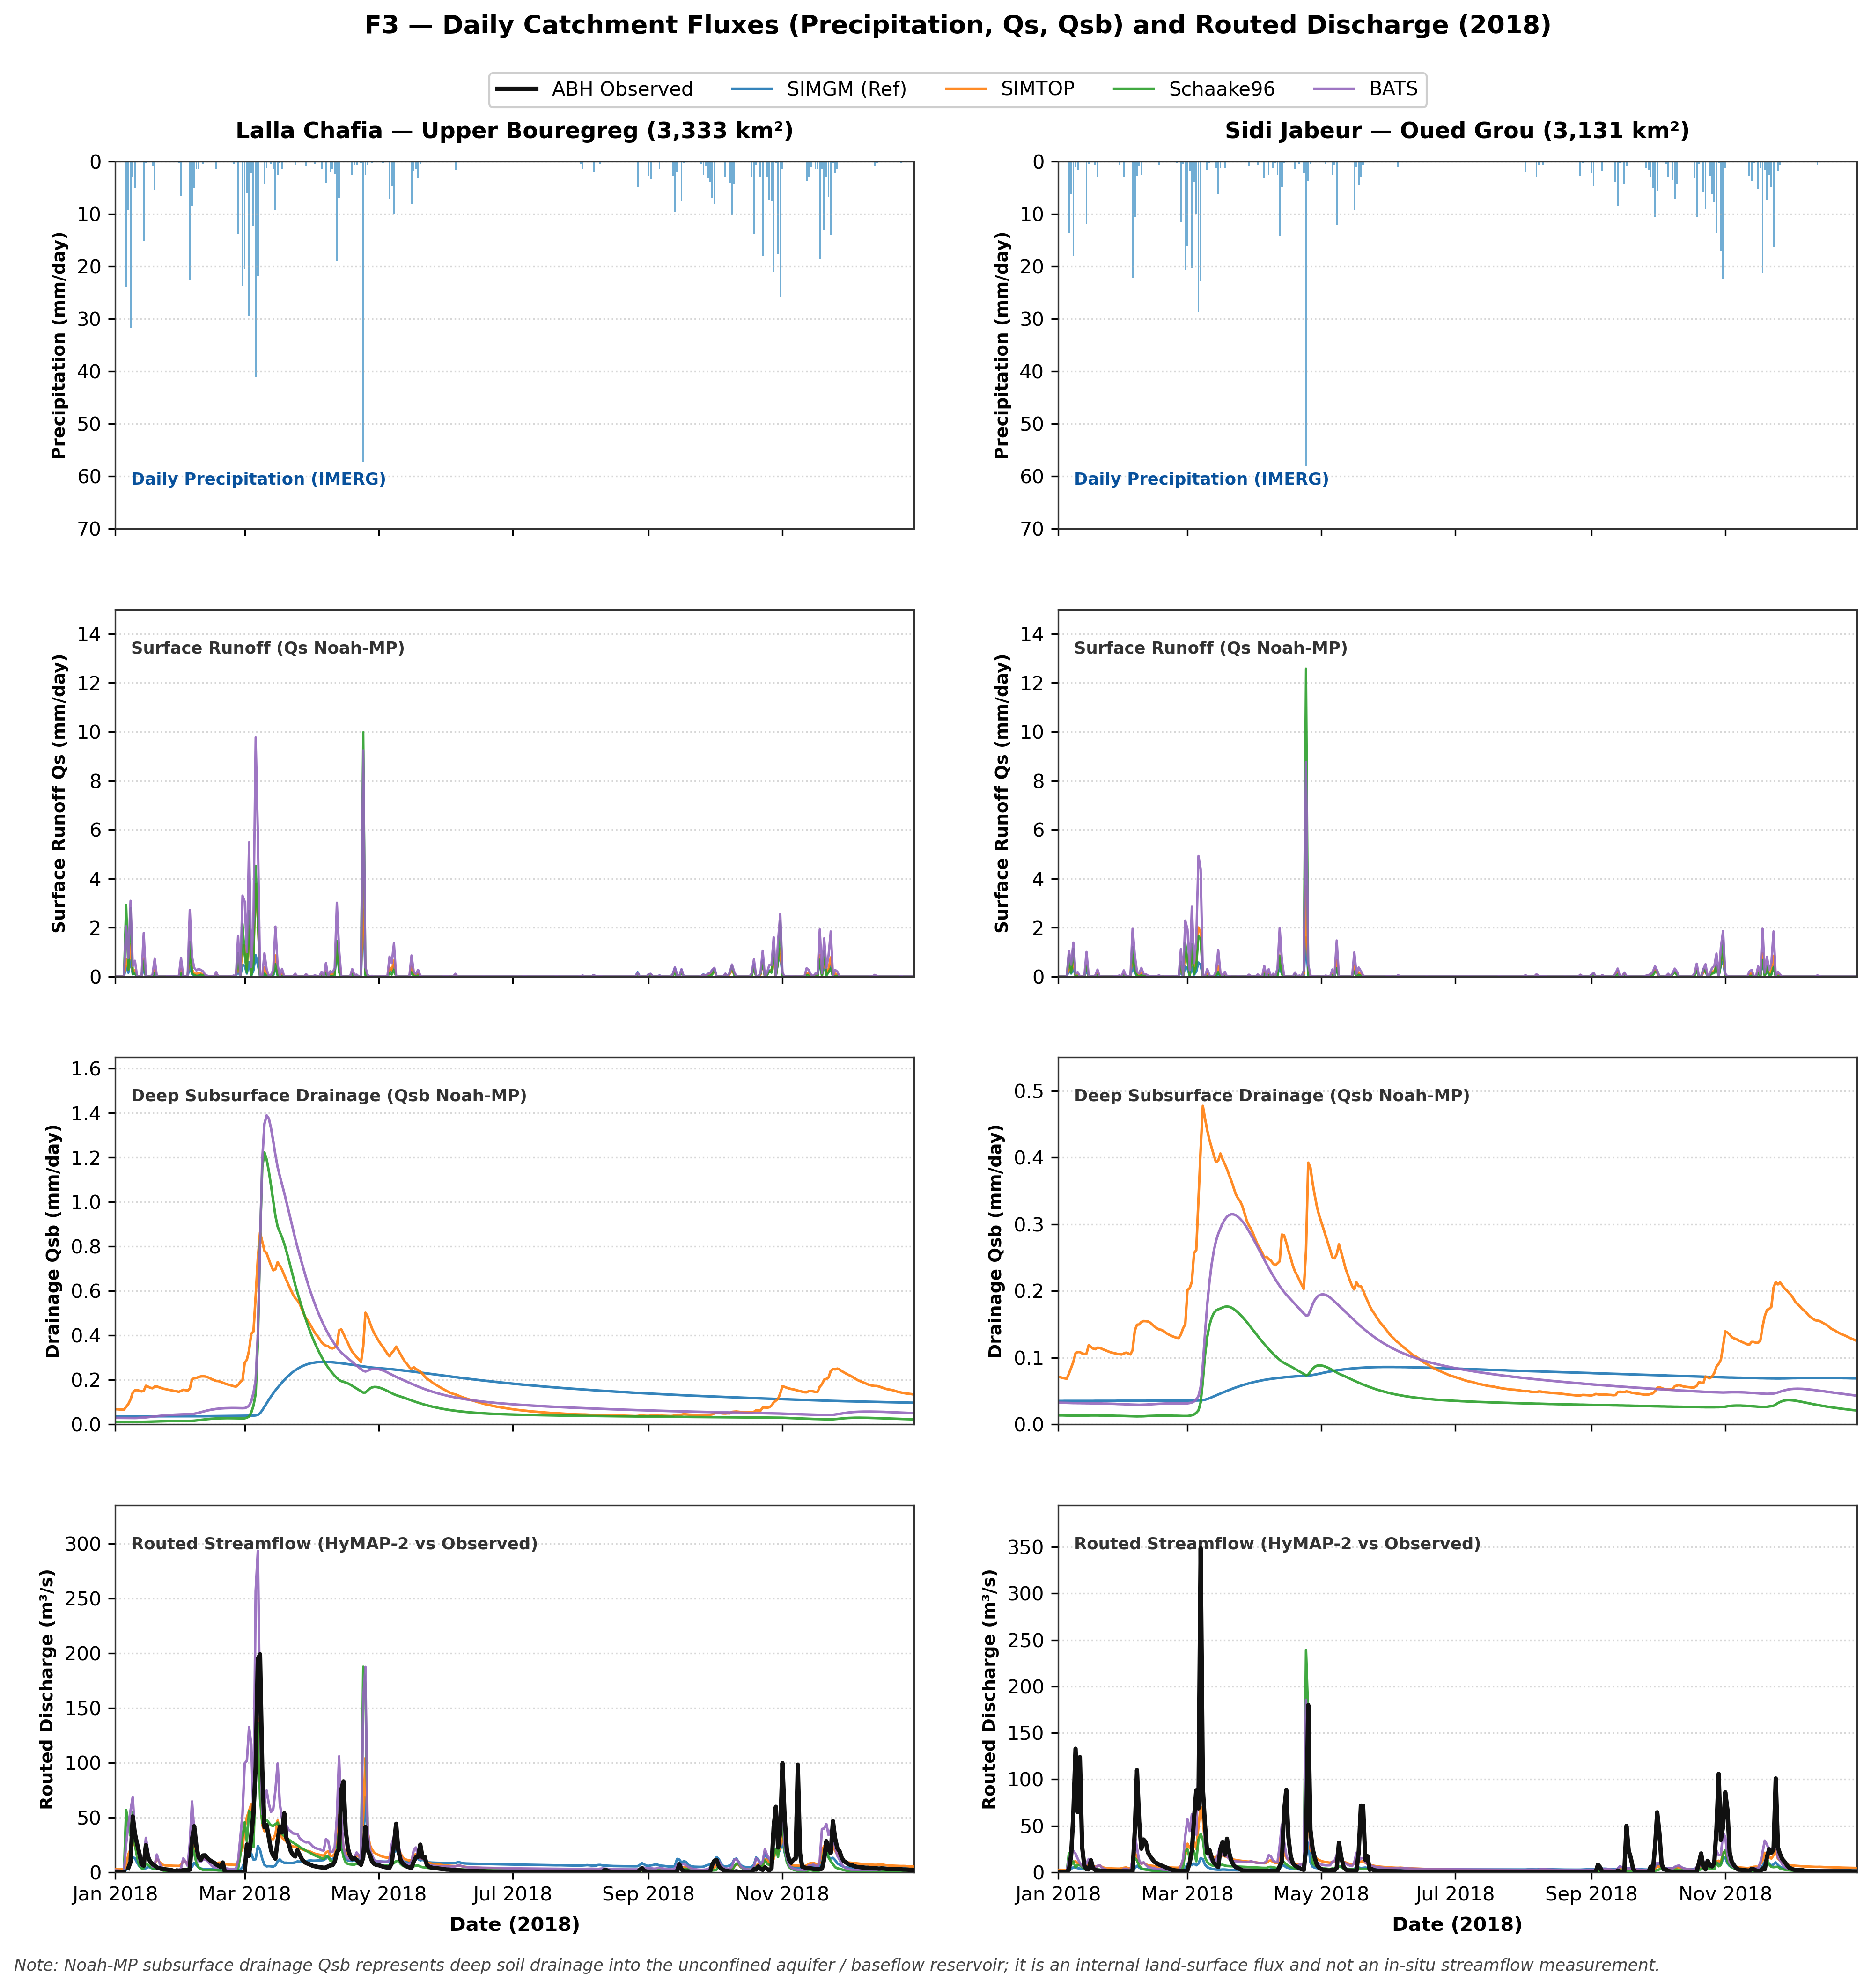 F3 — Daily Catchment Fluxes (Precipitation, Qs, Qsb) and Routed Discharge (2018)
ABH Observed SIMGM (Ref) SIMTOP Schaake96 BATS
Lalla Chafia — Upper Bouregreg (3,333 km²)
Precipitation (mm/day)
0
10
20
30
40
50
60
70
Daily Precipitation (IMERG)
Sidi Jabeur — Oued Grou (3,131 km²)
Precipitation (mm/day)
0
10
20
30
40
50
60
70
Daily Precipitation (IMERG)
Surface Runoff Qs (mm/day)
14
12
10
8
6
4
2
0
Surface Runoff (Qs Noah-MP)
Surface Runoff Qs (mm/day)
14
12
10
8
6
4
2
0
Surface Runoff (Qs Noah-MP)
Drainage Qsb (mm/day)
1.6
1.4
1.2
1.0
0.8
0.6
0.4
0.2
0.0
Deep Subsurface Drainage (Qsb Noah-MP)
Drainage Qsb (mm/day)
0.5
0.4
0.3
0.2
0.1
0.0
Deep Subsurface Drainage (Qsb Noah-MP)
Routed Discharge (m³/s)
300
250
200
150
100
50
0
Routed Streamflow (HyMAP-2 vs Observed)
Jan 2018 Mar 2018 May 2018 Jul 2018 Sep 2018 Nov 2018
Date (2018)
Routed Discharge (m³/s)
350
300
250
200
150
100
50
0
Routed Streamflow (HyMAP-2 vs Observed)
Jan 2018 Mar 2018 May 2018 Jul 2018 Sep 2018 Nov 2018
Date (2018)
Note: Noah-MP subsurface drainage Qsb represents deep soil drainage into the unconfined aquifer / baseflow reservoir; it is an internal land-surface flux and not an in-situ streamflow measurement.